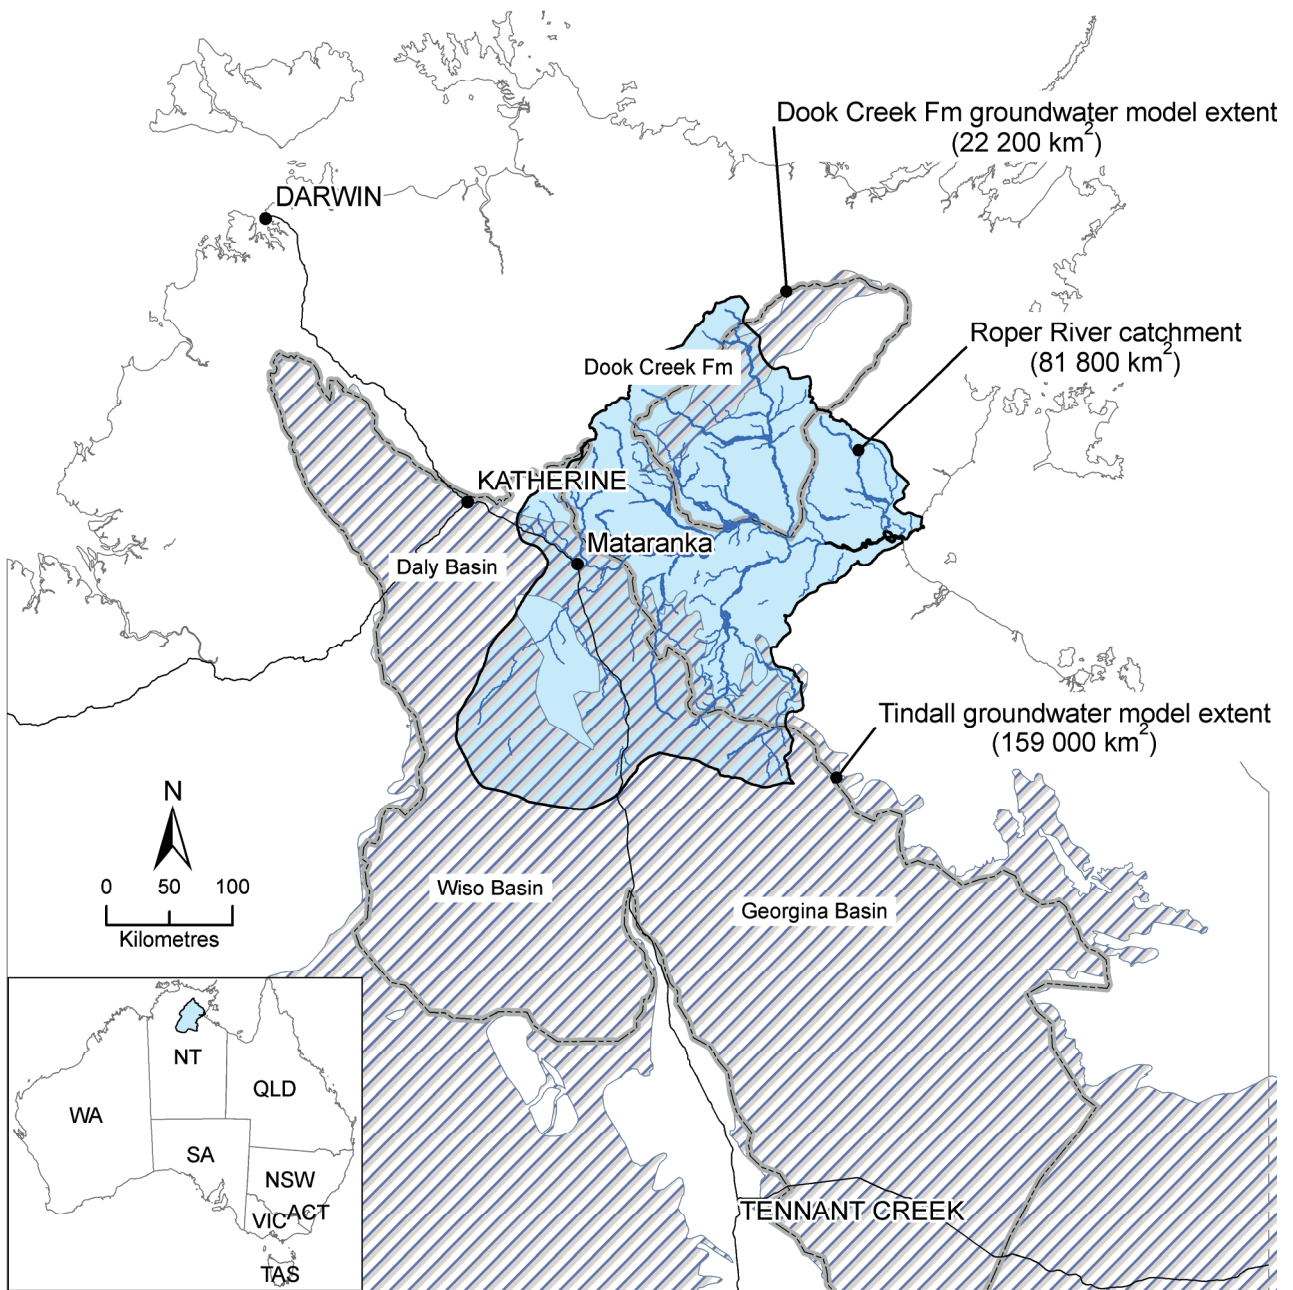 Dook Creek Fm groundwater model extent
(22 200 km²)
DARWIN
Roper River catchment
(81 800 km²)
Dook Creek Fm
KATHERINE
Mataranka
Daly Basin
Tindall groundwater model extent
(159 000 km²)
N
0 50 100
Kilometres
Wiso Basin
Georgina Basin
NT
QLD
WA
SA
NSW
ACT
VIC
TAS
TENNANT CREEK